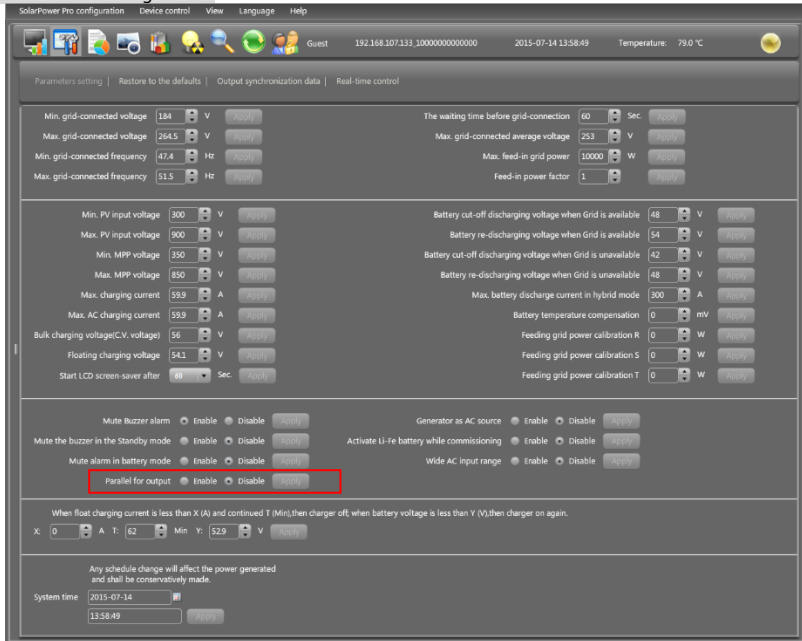 SolarPower Pro configuration Device control View Language Help
Guest 192.168.107.133_10000000000000 2015-07-14 13:58:49 Temperature: 79.0 ℃
Parameters setting | Restore to the defaults | Output synchronization data | Real-time control
Min. grid-connected voltage 184 V Apply The waiting time before grid-connection 60 Sec. Apply
Max. grid-connected voltage 264.5 V Apply Max. grid-connected average voltage 253 V Apply
Min. grid-connected frequency 47.4 Hz Apply Max. feed-in grid power 10000 W Apply
Max. grid-connected frequency 51.5 Hz Apply Feed-in power factor 1 Apply
Min. PV input voltage 300 V Apply Battery cut-off discharging voltage when Grid is available 48 V Apply
Max. PV input voltage 900 V Apply Battery re-discharging voltage when Grid is available 54 V Apply
Min. MPP voltage 350 V Apply Battery cut-off discharging voltage when Grid is unavailable 42 V Apply
Max. MPP voltage 850 V Apply Battery re-discharging voltage when Grid is unavailable 48 V Apply
Max. charging current 59.9 A Apply Max. battery discharge current in hybrid mode 300 A Apply
Max. AC charging current 59.9 A Apply Battery temperature compensation 0 mV Apply
Bulk charging voltage(C.V. voltage) 56 V Apply Feeding grid power calibration R 0 W Apply
Floating charging voltage 54.1 V Apply Feeding grid power calibration S 0 W Apply
Start LCD screen-saver after 60 Sec. Apply Feeding grid power calibration T 0 W Apply
Mute Buzzer alarm Enable Disable Apply Generator as AC source Enable Disable Apply
Mute the buzzer in the Standby mode Enable Disable Apply Activate Li-Fe battery while commissioning Enable Disable Apply
Mute alarm in battery mode Enable Disable Apply Wide AC input range Enable Disable Apply
Parallel for output Enable Disable Apply
When float charging current is less than X (A) and continued T (Min),then charger off, when battery voltage is less than Y (V),then charger on again.
X: 0 A T: 62 Min Y: 52.9 V Apply
Any schedule change will affect the power generated
and shall be conservatively made.
System time 2015-07-14
13:58:49 Apply